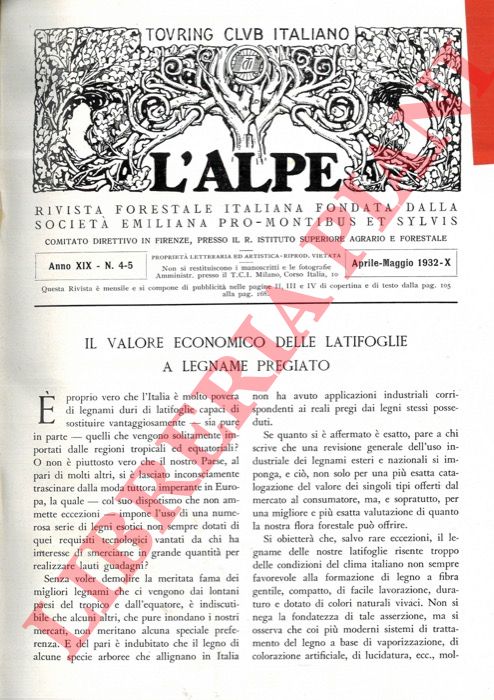 TOVRING CLVB ITALIANO
L'ALPE
RIVISTA FORESTALE ITALIANA FONDATA DALLA
SOCIETÀ EMILIANA PRO-MONTIBUS ET SYLVIS
COMITATO DIRETTIVO IN FIRENZE, PRESSO IL R. ISTITUTO SUPERIORE AGRARIO E FORESTALE
Anno XIX - N. 4-5
PROPRIETÀ LETTERARIA ED ARTISTICA - RIPROD. VIETATA
Non si restituiscono i manoscritti e le fotografie
Amministr. presso il T.C.I. Milano, Corso Italia, 10
Aprile-Maggio 1932-X
Questa Rivista è mensile e si compone di pubblicità nelle pagine II, III e IV di copertina e di testo dalla pag. 105
alla pag. 168.
IL VALORE ECONOMICO DELLE LATIFOGLIE
A LEGNAME PREGIATO
È proprio vero che l'Italia è molto povera
di legnami duri di latifoglie capaci di
sostituire vantaggiosamente — sia pure
in parte — quelli che vengono solitamente im-
portati dalle regioni tropicali ed equatoriali?
O non è piuttosto vero che il nostro Paese, al
pari di molti altri, si è lasciato inconsciamente
trascinare dalla moda tuttora imperante in Euro-
pa, la quale — col suo dispotismo che non am-
mette eccezioni — impone l'uso di una nume-
rosa serie di legni esotici non sempre dotati di
quei requisiti tecnologici vantati da chi ha
interesse di smerciarne in grande quantità per
realizzare lauti guadagni?
Senza voler demolire la meritata fama dei
migliori legnami che ci vengono dai lontani
paesi del tropico e dall'equatore, è indiscuti-
bile che alcuni altri, che pure inondano i nostri
mercati, non meritano alcuna speciale prefe-
renza. E del pari è indubitato che il legno di
alcune specie arboree che allignano in Italia
non ha avuto applicazioni industriali corri-
spondenti ai reali pregi dai legni stessi posse-
duti.
Se quanto si è affermato è esatto, pare a chi
scrive che una revisione generale dell'uso in-
dustriale dei legnami esteri e nazionali si im-
ponga, e ciò, non solo per una più esatta cata-
logazione del valore dei singoli tipi offerti dal
mercato al consumatore, ma, e soprattutto, per
una migliore e più esatta valutazione di quanto
la nostra flora forestale può offrire.
Si obietterà che, salvo rare eccezioni, il le-
gname delle nostre latifoglie risente troppo
delle condizioni del clima italiano non sempre
favorevole alla formazione di legno a fibra
gentile, compatto, di facile lavorazione, dura-
turo e dotato di colori naturali vivaci. Non si
nega la fondatezza di tale asserzione, ma si
osserva che coi più moderni sistemi di tratta-
mento del legno a base di vaporizzazione, di
colorazione artificiale, di lucidatura, ecc., mol-
LIBRERIA PIANI